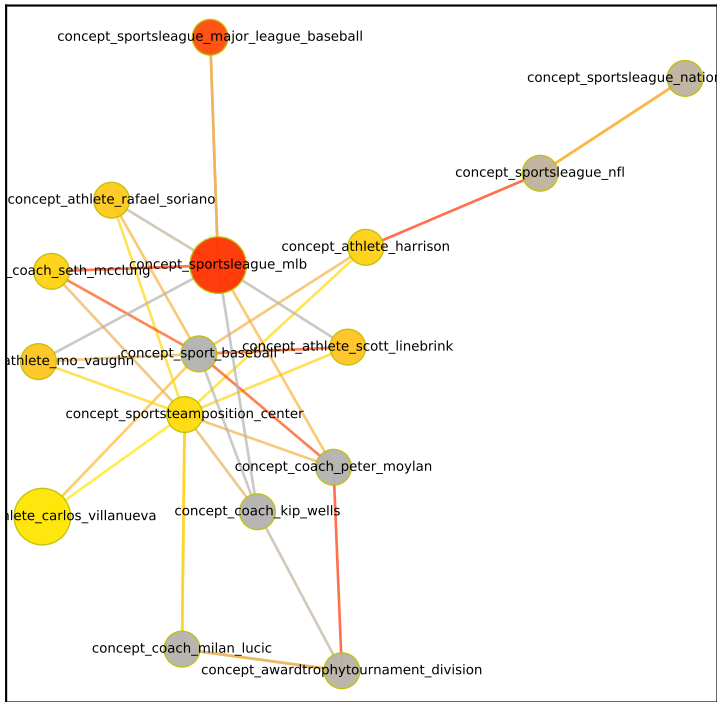 concept_sportsleague_major_league_baseball
concept_sportsleague_nation
concept_sportsleague_nfl
concept_athlete_rafael_soriano
concept_athlete_harrison
concept_sportsleague_mlb
_coach_seth_mcclung
concept_athlete_scott_linebrink
concept_sport_baseball
athlete_mo_vaughn
concept_sportsteamposition_center
concept_coach_peter_moylan
concept_coach_kip_wells
hlete_carlos_villanueva
concept_coach_milan_lucic
concept_awardtrophytournament_division